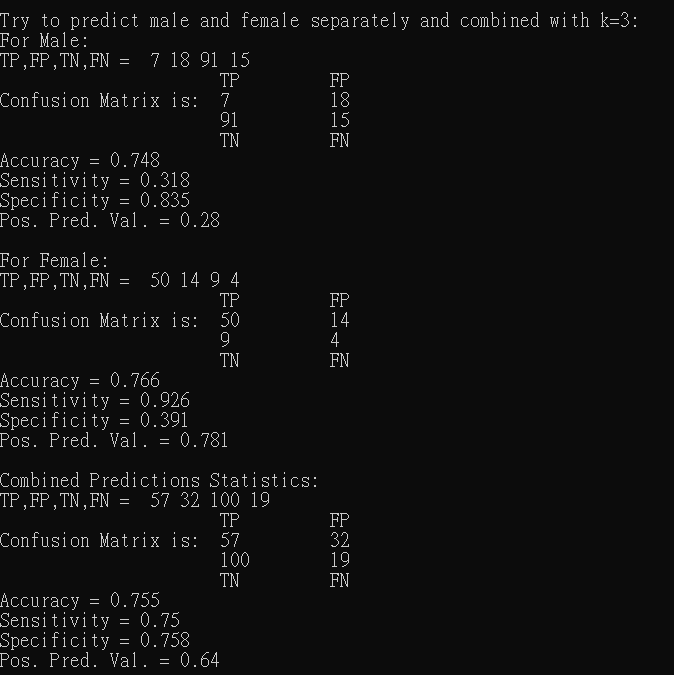 Try to predict male and female separately and combined with k=3:
For Male:
TP,FP,TN,FN =  7 18 91 15
TP FP
Confusion Matrix is: 7 18
91 15
TN FN
Accuracy = 0.748
Sensitivity = 0.318
Specificity = 0.835
Pos. Pred. Val. = 0.28
For Female:
TP,FP,TN,FN =  50 14 9 4
TP FP
Confusion Matrix is: 50 14
9 4
TN FN
Accuracy = 0.766
Sensitivity = 0.926
Specificity = 0.391
Pos. Pred. Val. = 0.781
Combined Predictions Statistics:
TP,FP,TN,FN =  57 32 100 19
TP FP
Confusion Matrix is: 57 32
100 19
TN FN
Accuracy = 0.755
Sensitivity = 0.75
Specificity = 0.758
Pos. Pred. Val. = 0.64